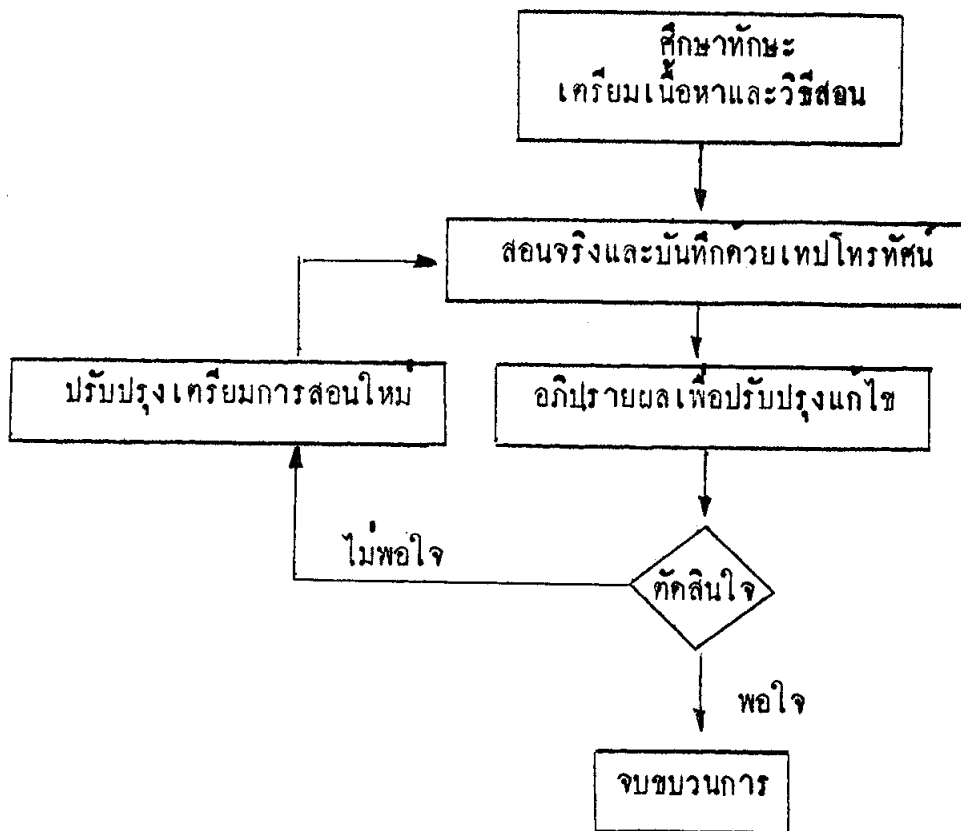 ศึกษาทักษะ
เตรียมเนื้อหาและวิธีสอน
สอนจริงและบันทึกด้วยเทปโทรทัศน์
ปรับปรุงเตรียมการสอนใหม่
อภิปรายผลเพื่อปรับปรุงแก้ไข
ไม่พอใจ
ตัดสินใจ
พอใจ
จบขบวนการ